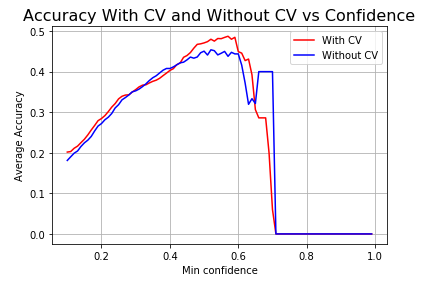 Accuracy With CV and Without CV vs Confidence
With CV
Without CV
Average Accuracy
0.5
0.4
0.3
0.2
0.1
0.0
0.2
0.4
0.6
0.8
1.0
Min confidence